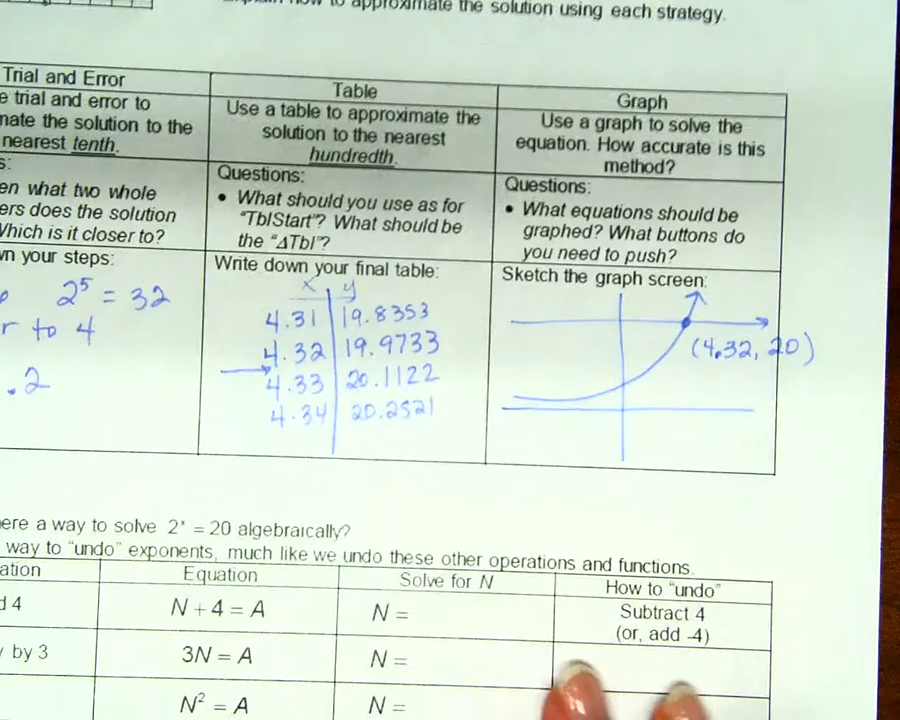 to approximate the solution using each strategy.
Trial and Error
e trial and error to
mate the solution to the
nearest tenth.
s:
en what two whole
ers does the solution
Which is it closer to?
wn your steps:
2⁵ = 32
r to 4
.2
Table
Use a table to approximate the
solution to the nearest
hundredth.
Questions:
• What should you use as for
"TblStart"? What should be
the "ΔTbl"?
Write down your final table:
x y
4.31 19.8353
4.32 19.9733
4.33 20.1122
4.34 20.2521
Graph
Use a graph to solve the
equation. How accurate is this
method?
Questions:
• What equations should be
graphed? What buttons do
you need to push?
Sketch the graph screen:
(4.32, 20)
ere a way to solve 2ˣ = 20 algebraically?
way to "undo" exponents, much like we undo these other operations and functions.
ation Equation Solve for N How to "undo"
d 4 N + 4 = A N = Subtract 4
(or, add -4)
by 3 3N = A N =
N² = A N =